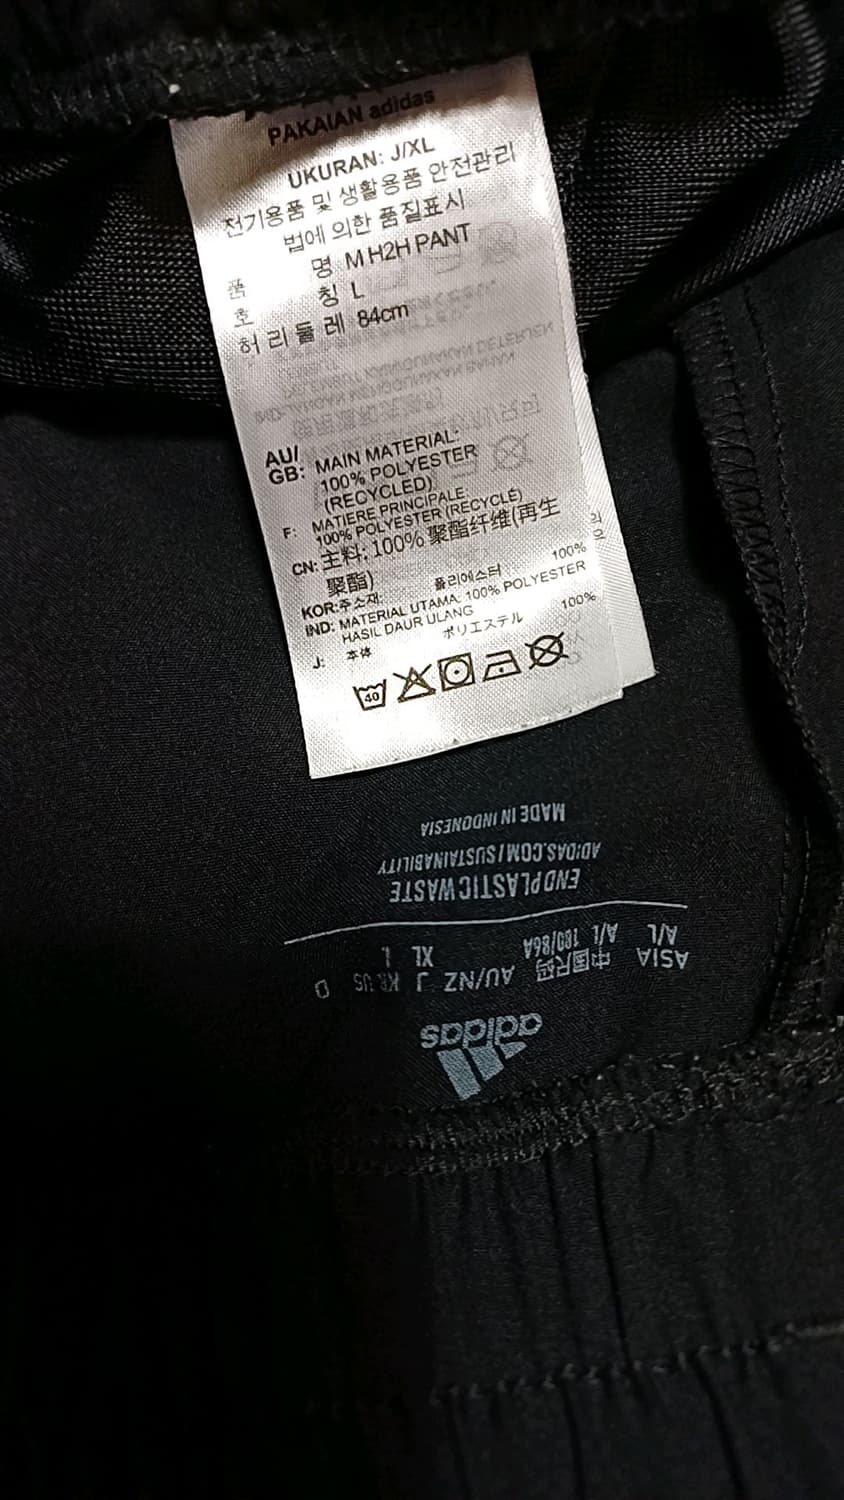 PAKAIAN adidas
UKURAN: J/XL
전기용품 및 생활용품 안전관리
법에 의한 품질표시
품 명 M H2H PANT
호 칭 L
허 리 둘 레 84cm
AU/
GB: MAIN MATERIAL:
100% POLYESTER
(RECYCLED)
F: MATIERE PRINCIPALE:
100% POLYESTER (RECYCLÉ)
CN: 主料: 100% 聚酯纤维(再生
聚酯)
KOR:주소재: 폴리에스터 100%
IND: MATERIAL UTAMA: 100% POLYESTER
HASIL DAUR ULANG
J: 本体 ポリエステル 100%
40
adidas
ASIA 中国尺码 AU/NZ J KR US D
A/L A/L 180/86A XL L
END PLASTIC WASTE
ADIDAS.COM/SUSTAINABILITY
MADE IN INDONESIA